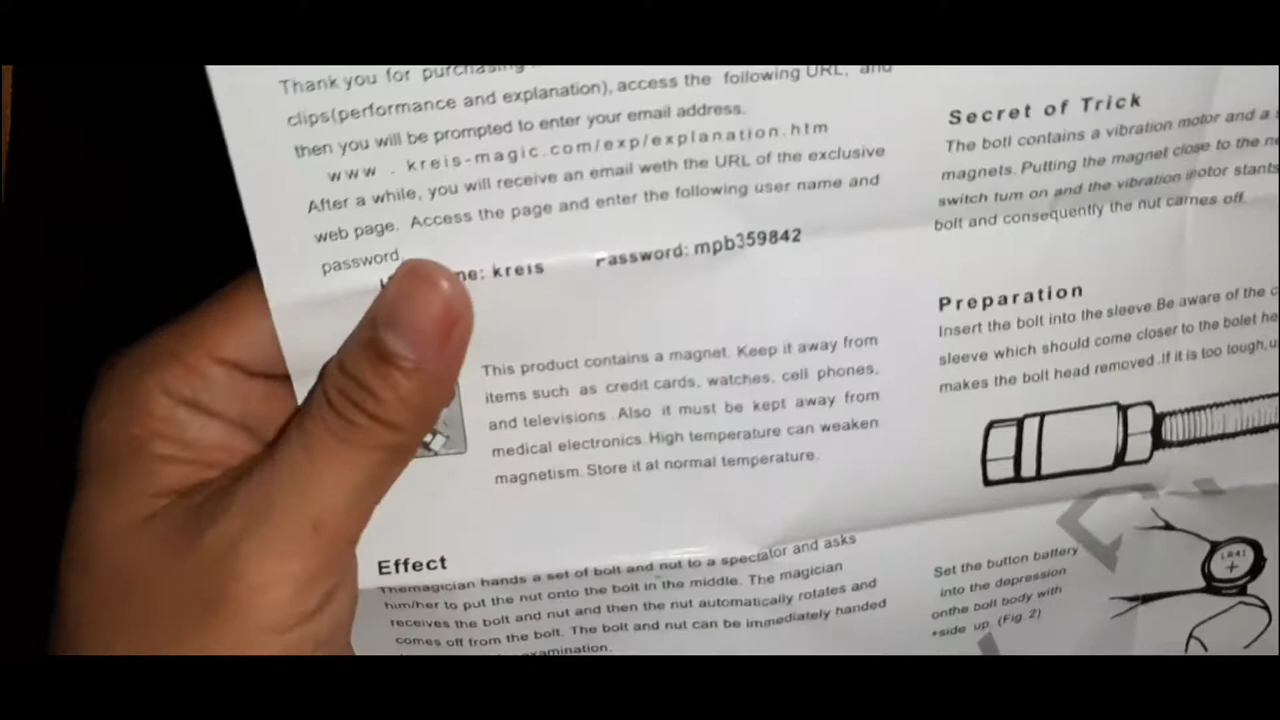 Thank you for purchasing
clips(performance and explanation), access the following URL, and
then you will be prompted to enter your email address.
www . kreis-magic.com/exp/explanation.htm
After a while, you will receive an email weth the URL of the exclusive
web page. Access the page and enter the following user name and
password.
me: kreis Password: mpb359842
This product contains a magnet. Keep it away from
items such as credit cards, watches, cell phones,
and televisions. Also it must be kept away from
medical electronics. High temperature can weaken
magnetism. Store it at normal temperature.
Effect
Themagician hands a set of bolt and nut to a spectator and asks
him/her to put the nut onto the bolt in the middle. The magician
receives the bolt and nut and then the nut automatically rotates and
comes off from the bolt. The bolt and nut can be immediately handed
examination.
Secret of Trick
The botl contains a vibration motor and a
magnets. Putting the magnet close to the
switch tum on and the vibration motor stants
bolt and consequently the nut carnes off.
Preparation
Insert the bolt into the sleeve Be aware of the
sleeve which should come closer to the bolet
makes the bolt head removed .If it is too tough,
Set the button battery
into the depression
onthe bolt body with
+side up. (Fig.2)
LR41
+